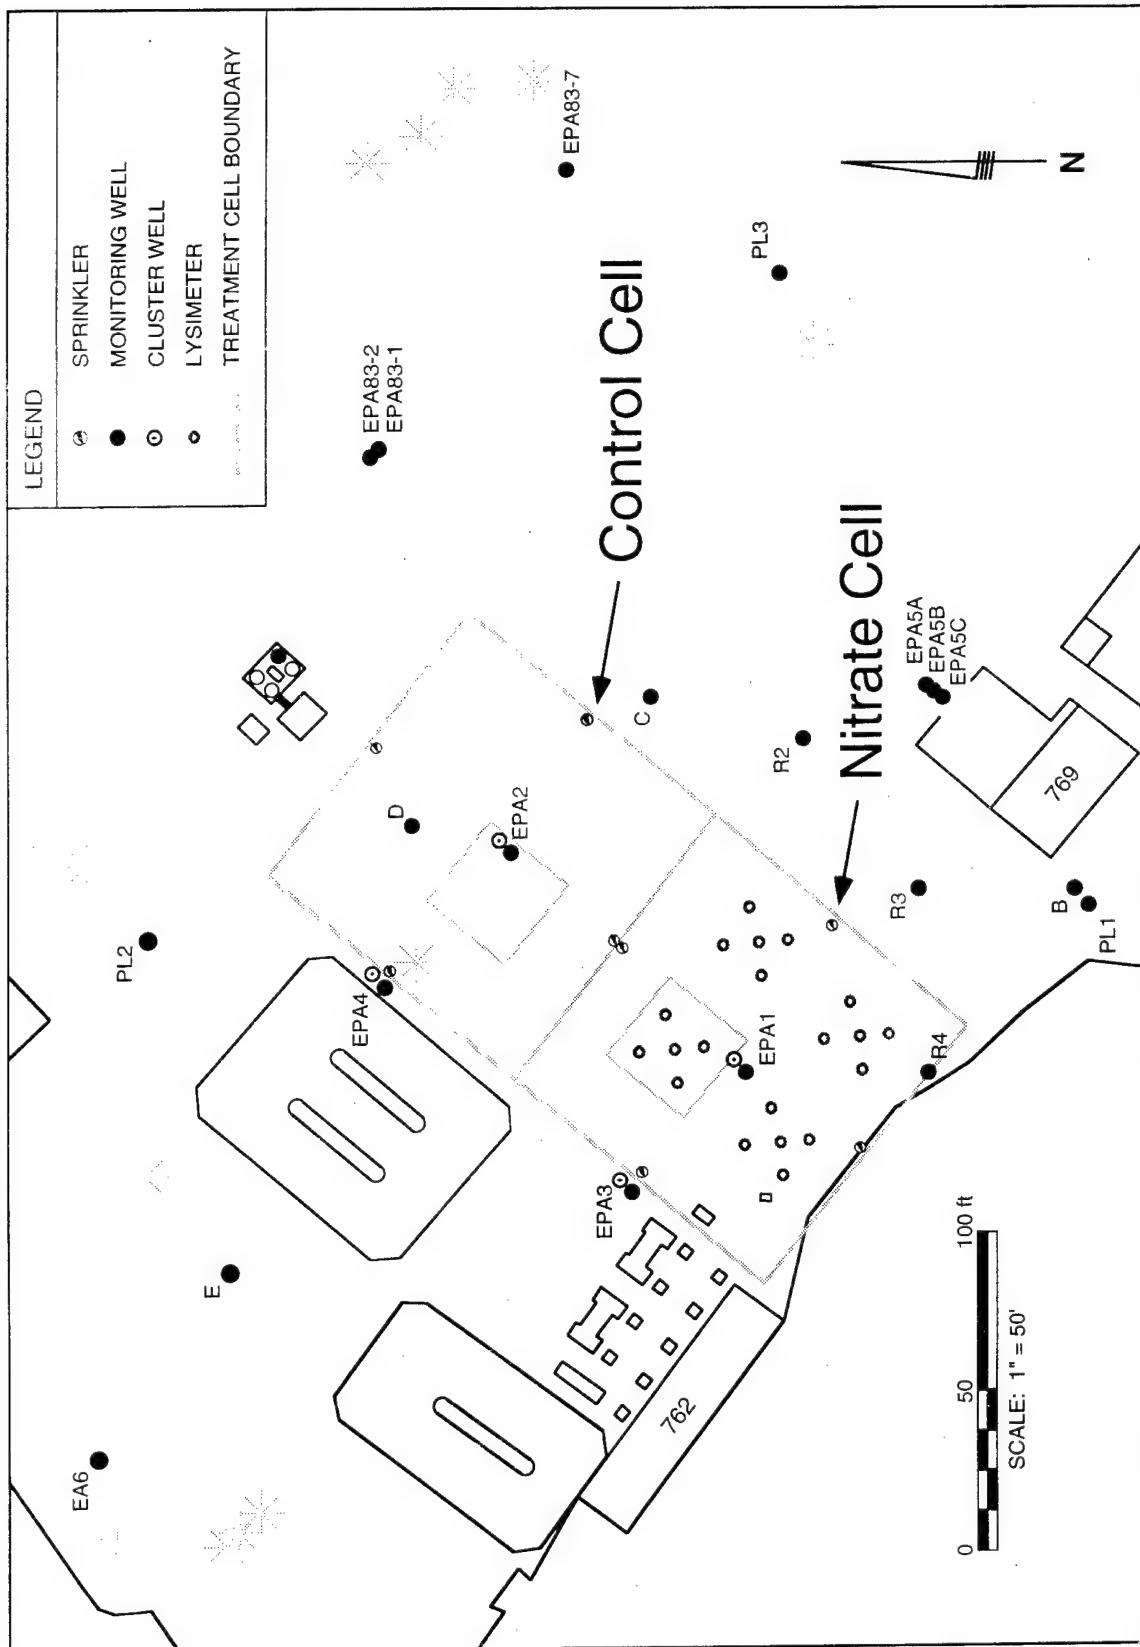 LEGEND
SPRINKLER
MONITORING WELL
CLUSTER WELL
LYSIMETER
TREATMENT CELL BOUNDARY
EA6
E
PL2
EPA83-2
EPA83-1
EPA83-7
D
EPA2
EPA4
EPA3
EPA1
Control Cell
C
PL3
R2
Nitrate Cell
EPA5A
EPA5B
EPA5C
R3
R4
B
PL1
762
769
N
0
50
100 ft
SCALE: 1" = 50'